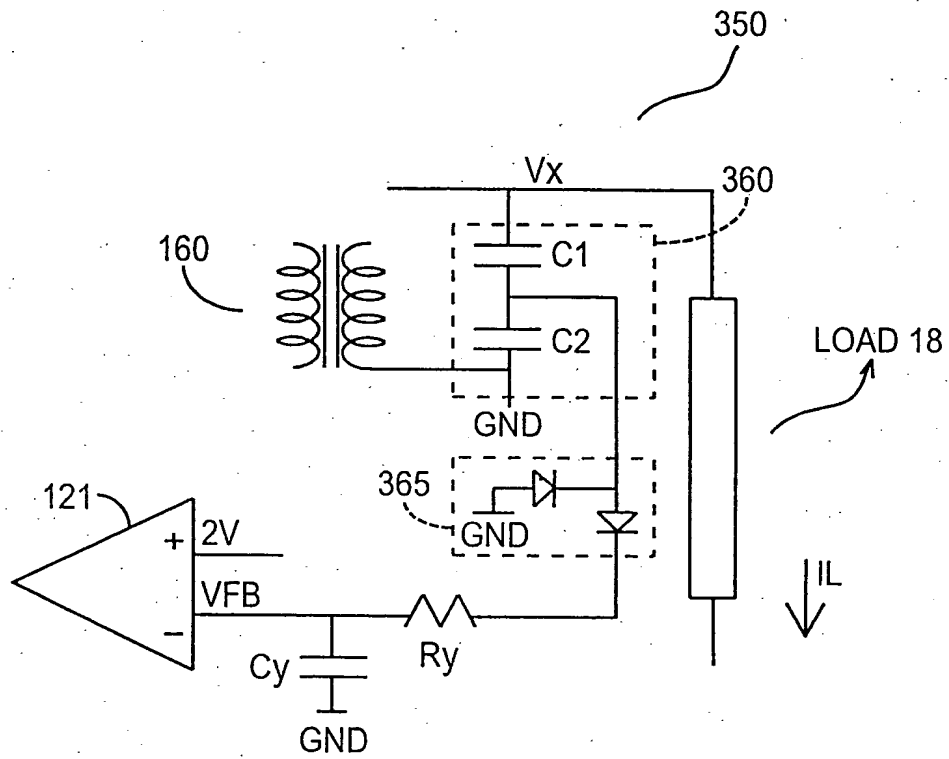 350
Vx
360
160
C1
C2
LOAD 18
GND
365
GND
121
+
2V
VFB
−
IL
Ry
Cy
GND